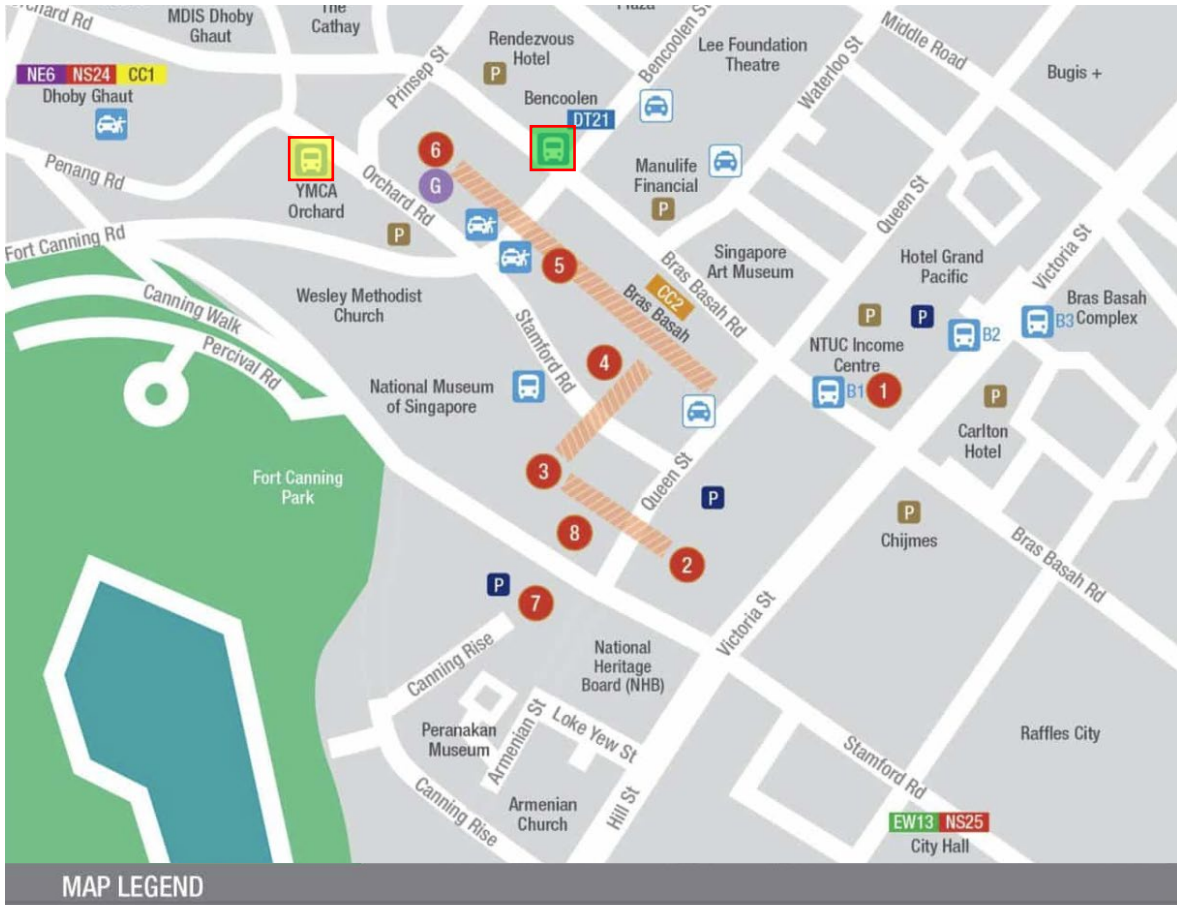 Orchard Rd
MDIS Dhoby
Ghaut
The
Cathay
Plaza
Rendezvous
Hotel
P
Prinsep St
Bencoolen St
Lee Foundation
Theatre
Waterloo St
Middle Road
Bugis +
NE6 NS24 CC1
Dhoby Ghaut
Bencoolen
DT21
Penang Rd
YMCA
Orchard
Orchard Rd
6
G
P
Manulife
Financial
P
Queen St
Victoria St
Fort Canning Rd
Canning Walk
Percival Rd
Wesley Methodist
Church
5
CC2
Bras Basah
Bras Basah Rd
Singapore
Art Museum
Hotel Grand
Pacific
P
P
B2
B3
Bras Basah
Complex
NTUC Income
Centre
B1
1
Stamford Rd
4
National Museum
of Singapore
P
Carlton
Hotel
Fort Canning
Park
3
Queen St
P
P
Chijmes
8
2
Bras Basah Rd
P
7
Victoria St
Canning Rise
National
Heritage
Board (NHB)
Peranakan
Museum
Armenian St
Loke Yew St
Stamford Rd
Raffles City
Canning Rise
Armenian
Church
Hill St
EW13 NS25
City Hall
MAP LEGEND